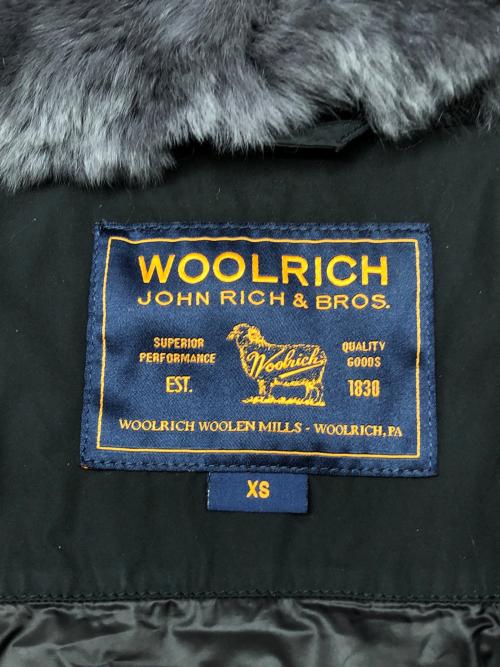 WOOLRICH
JOHN RICH & BROS.
SUPERIOR
PERFORMANCE
EST.
Woolrich
QUALITY
GOODS
1830
WOOLRICH WOOLEN MILLS - WOOLRICH, PA
XS